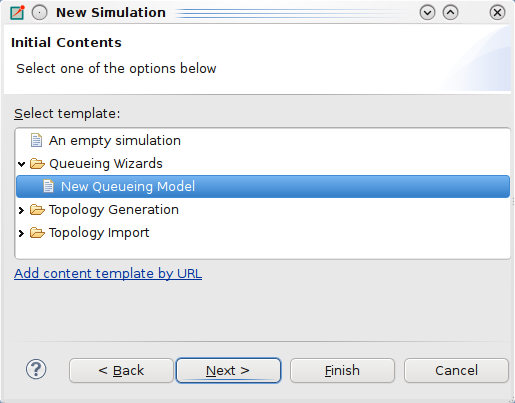 New Simulation
Initial Contents
Select one of the options below
Select template:
An empty simulation
Queueing Wizards
New Queueing Model
Topology Generation
Topology Import
Add content template by URL
? < Back Next > Finish Cancel